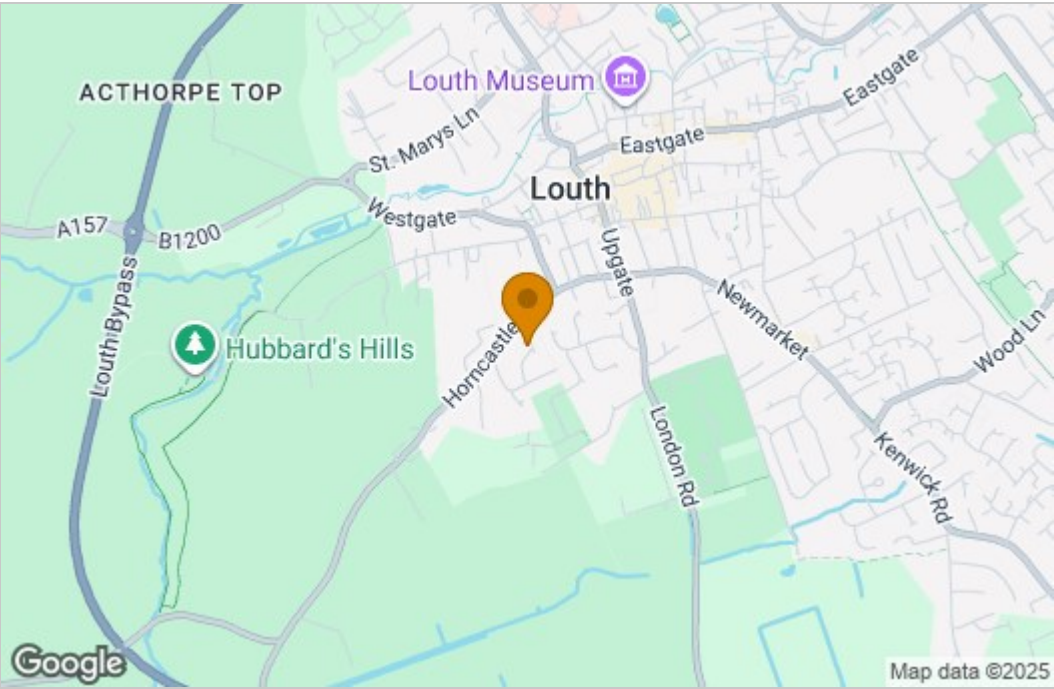 ACTHORPE TOP
Louth Museum
Eastgate
St. Marys Ln
Eastgate
Louth
Westgate
A157
B1200
Upgate
Louth Bypass
Newmarket
Horncastle
Hubbard's Hills
Wood Ln
London Rd
Kenwick Rd
Google
Map data ©2025